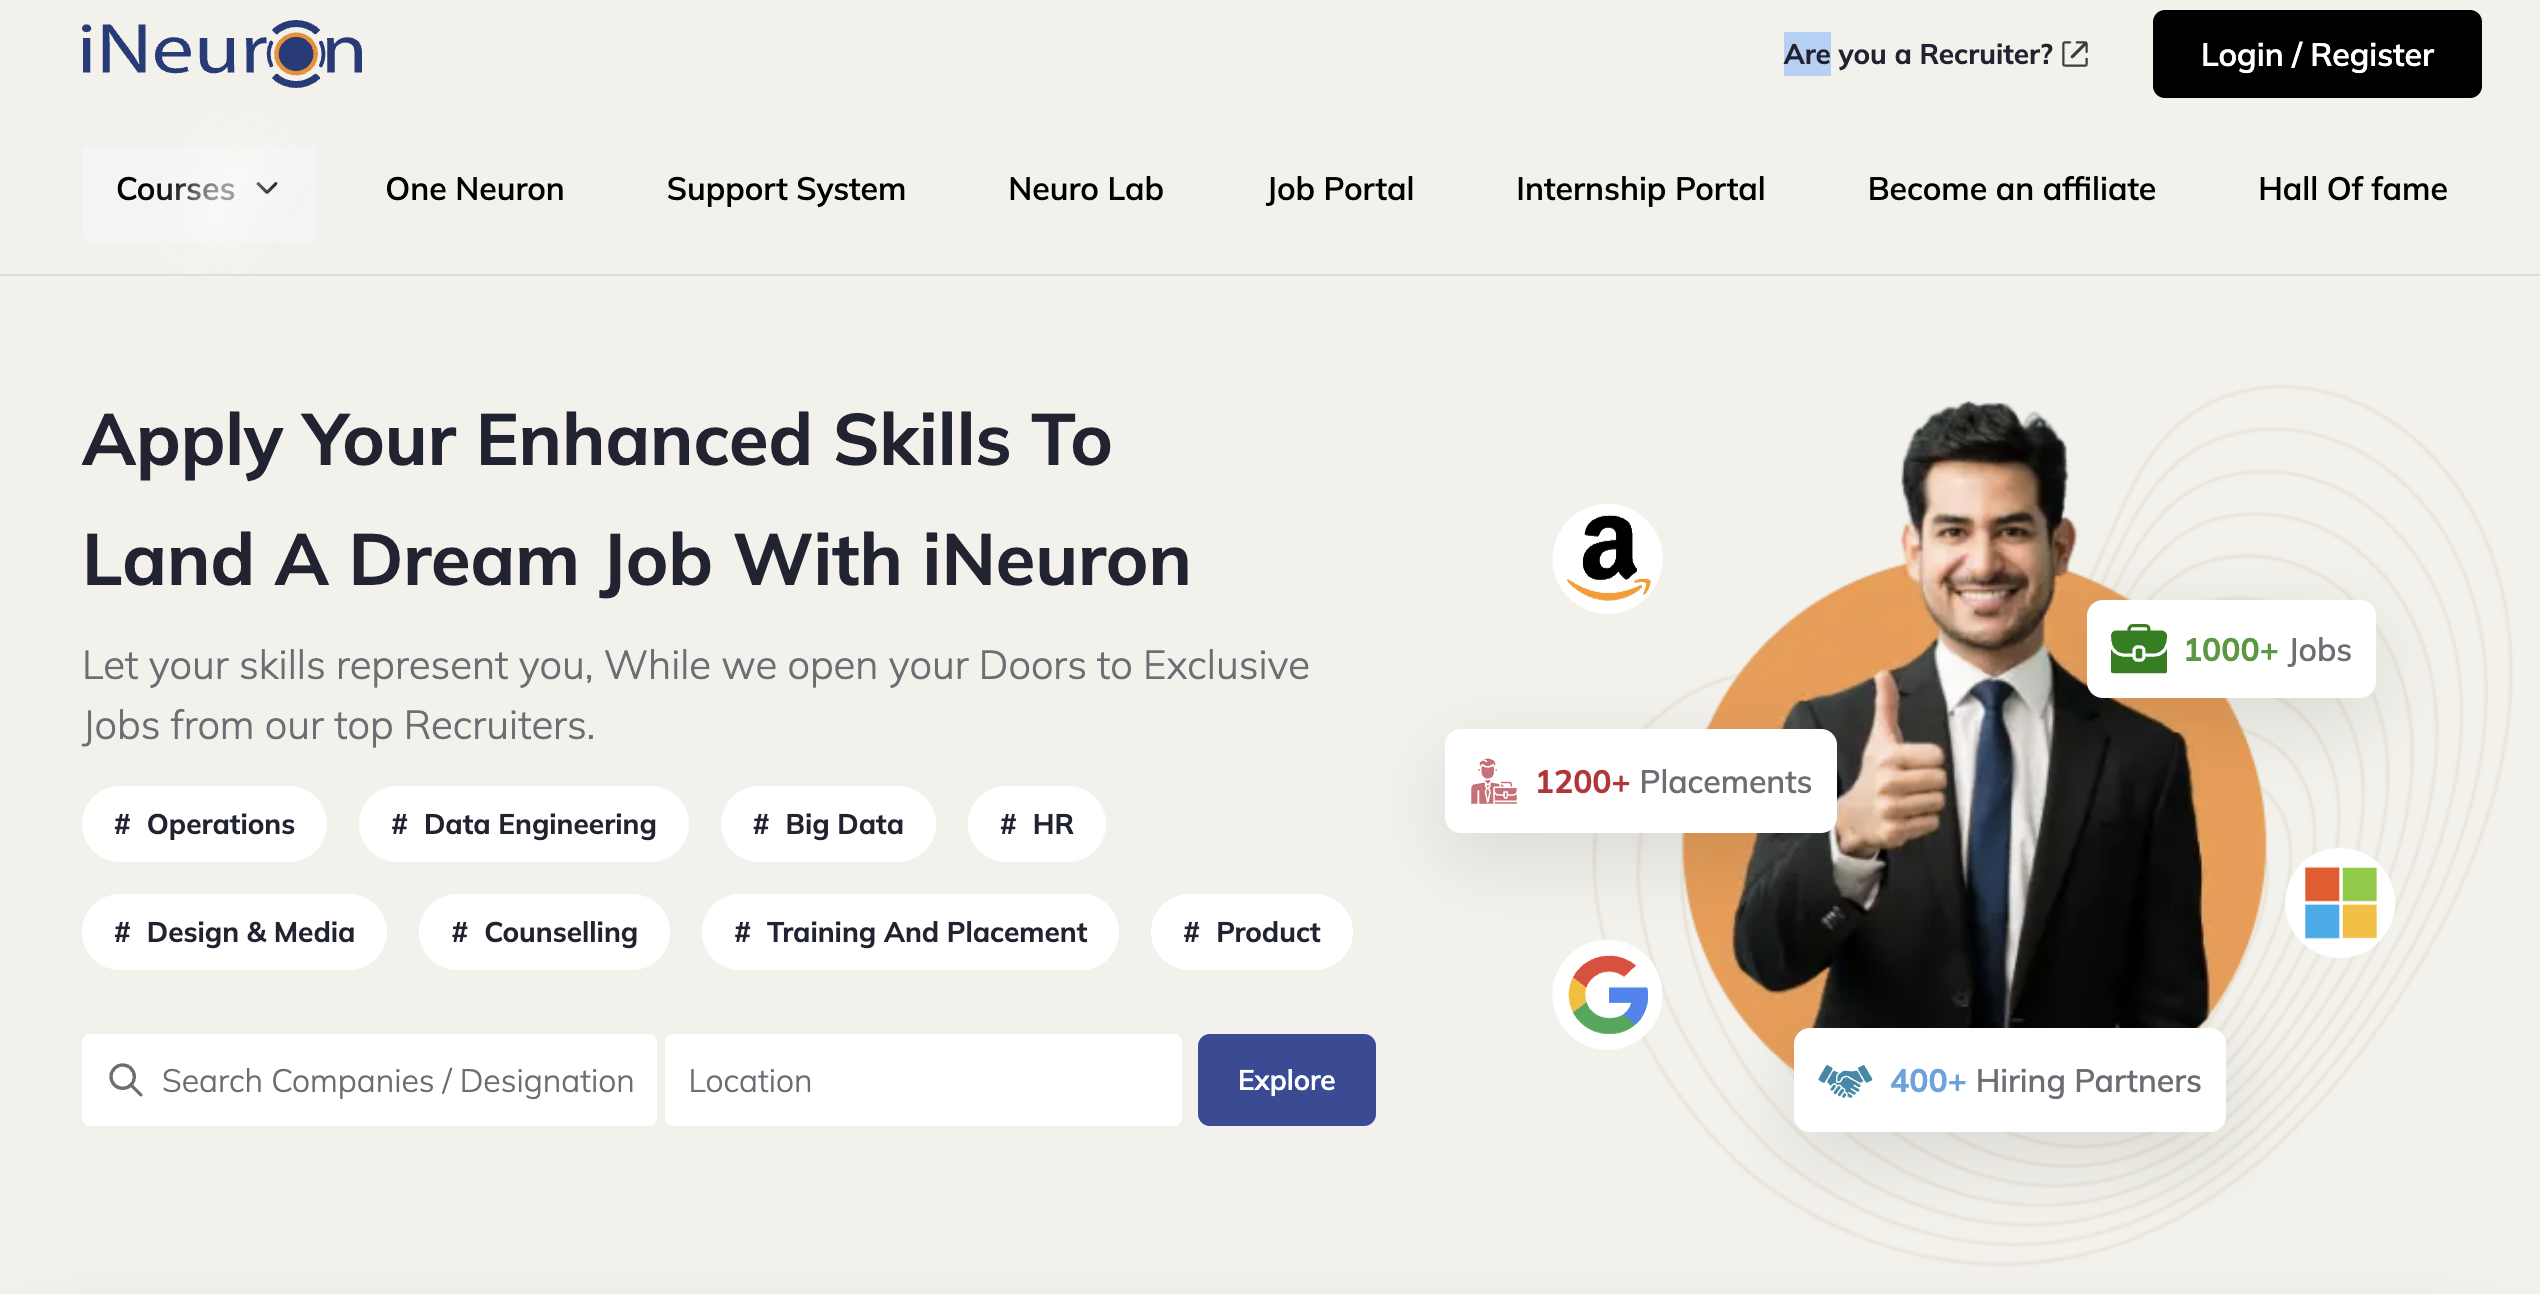 iNeuron
Are you a Recruiter?
Login / Register
Courses
One Neuron
Support System
Neuro Lab
Job Portal
Internship Portal
Become an affiliate
Hall Of fame
Apply Your Enhanced Skills To
Land A Dream Job With iNeuron
Let your skills represent you, While we open your Doors to Exclusive
Jobs from our top Recruiters.
# Operations
# Data Engineering
# Big Data
# HR
# Design & Media
# Counselling
# Training And Placement
# Product
Search Companies / Designation
Location
Explore
a
1000+ Jobs
1200+ Placements
G
400+ Hiring Partners